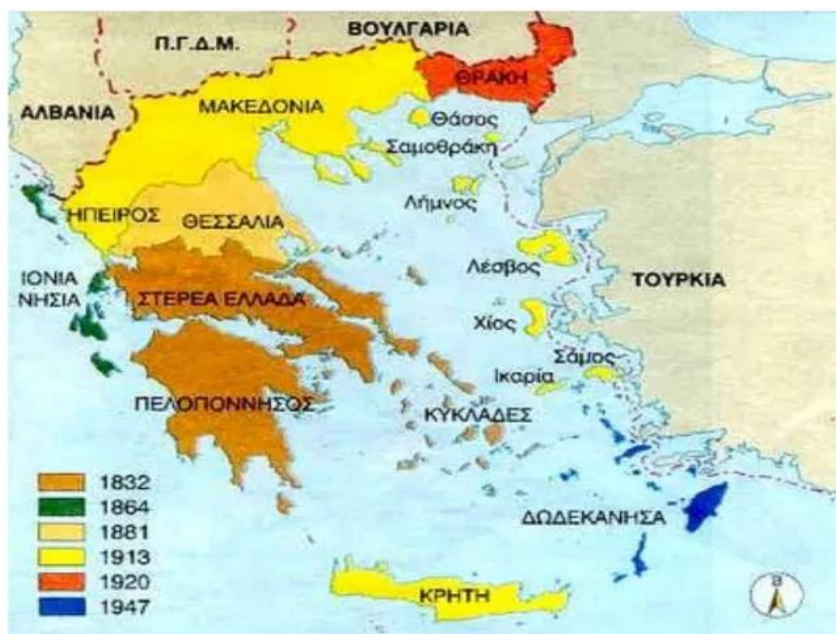 ΒΟΥΛΓΑΡΙΑ
Π.Γ.Δ.Μ.
ΘΡΑΚΗ
ΑΛΒΑΝΙΑ
ΜΑΚΕΔΟΝΙΑ
Θάσος
Σαμοθράκη
Λήμνος
ΗΠΕΙΡΟΣ
ΘΕΣΣΑΛΙΑ
Λέσβος
ΤΟΥΡΚΙΑ
ΙΟΝΙΑ
ΝΗΣΙΑ
ΣΤΕΡΕΑ ΕΛΛΑΔΑ
Χίος
Σάμος
Ικαρία
ΠΕΛΟΠΟΝΝΗΣΟΣ
ΚΥΚΛΑΔΕΣ
ΔΩΔΕΚΑΝΗΣΑ
ΚΡΗΤΗ
1832
1864
1881
1913
1920
1947
Β